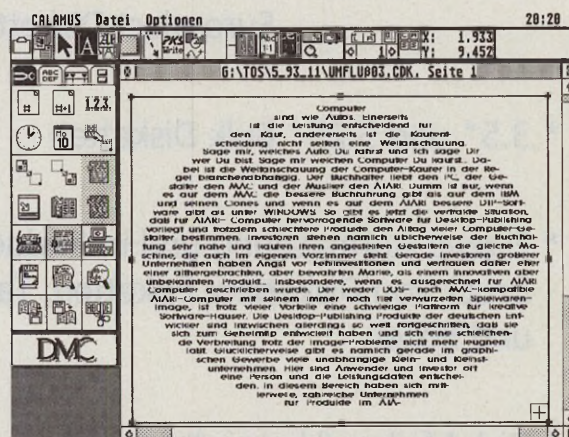 CALAMUS Datei Optionen 20:20
PKS Write
X: 1.933
Y: 9.452
G:\TOS\5_93_11\UMFLU003.CDK, Seite 1
Computer
sind wie Autos. Einerseits
ist die Leistung entscheidend für
den Kauf, andererseits ist die Kaufent-
scheidung nicht selten eine Weltanschauung
Sage mir, welches Auto Du fährst und ich sage Dir
wer Du bist. Sage mir welchen Computer Du kaufst.. Da-
bei ist die Weltanschauung der Computer-Käufer in der Re-
gel branchenabhängig. Der Buchhalter liebt den PC, der Ge-
stalter den MAC und der Musiker den ATARI. Dumm ist nur, wenn
es auf dem MAC die bessere Buchführung gibt als auf dem IBM
und seinen Clones und wenn es auf dem ATARI bessere DTP-Soft-
ware gibt als unter WINDOWS. So gibt es jetzt die vertrakte Situation,
daß für ATARI- Computer hervorragende Software für Desktop-Publishing
vorliegt und trotzdem schlechtere Produkte den Alltag vieler Computer-Ge-
stalter bestimmen. Investoren stehen nämlich üblicherweise der Buchhal-
tung sehr nahe und kaufen ihren angestellten Gestaltern die gleiche Ma-
schine, die auch im eigenen Vorzimmer steht. Gerade Investoren größerer
Unternehmen haben Angst vor Fehlinvestitionen und vertrauen daher eher
einer althergebrachten, aber bewährten Marke, als einem innovativen aber
unbekannten Produkt.. Insbesondere, wenn es ausgerechnet für ATARI
Computer geschrieben wurde. Der weder DOS- noch MAC-kompatible
ATARI-Computer mit seinem immer noch tief verwurzelten Spielwaren-
Image, ist trotz vieler Vorteile eine schwierige Plattform für kreative
Software-Häuser. Die Desktop-Publishing Produkte der deutschen Ent-
wickler sind inzwischen allerdings so weit fortgeschritten, daß sie
sich zum Geheimtip entwickelt haben und sich eine schleichen-
de Verbreitung trotz der Image-Probleme nicht mehr leugnen
läßt. Glücklicherweise gibt es nämlich gerade im graphi-
schen Gewerbe viele unabhängige Klein- und Kleinst-
unternehmen. Hier sind Anwender und Investor oft
eine Person und die Leistungsdaten entschei-
den. In diesem Bereich haben sich mitt-
lerweile, zahlreiche Unternehmen
für Produkte im ATA-
DMC